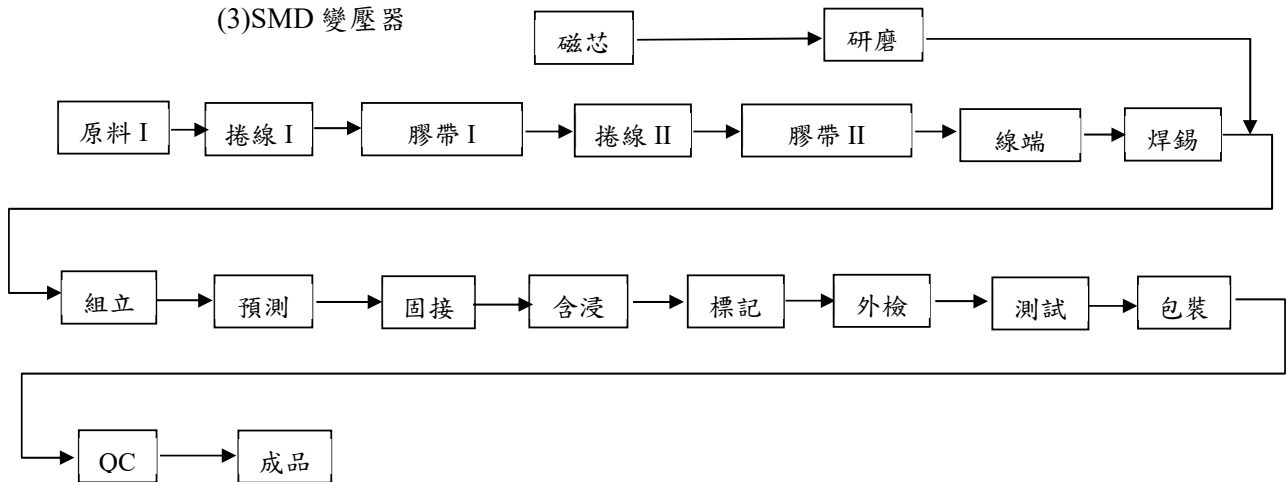 (3)SMD 變壓器
磁芯 研磨
原料 I 捲線 I 膠帶 I 捲線 II 膠帶 II 線端 焊錫
組立 預測 固接 含浸 標記 外檢 測試 包裝
QC 成品